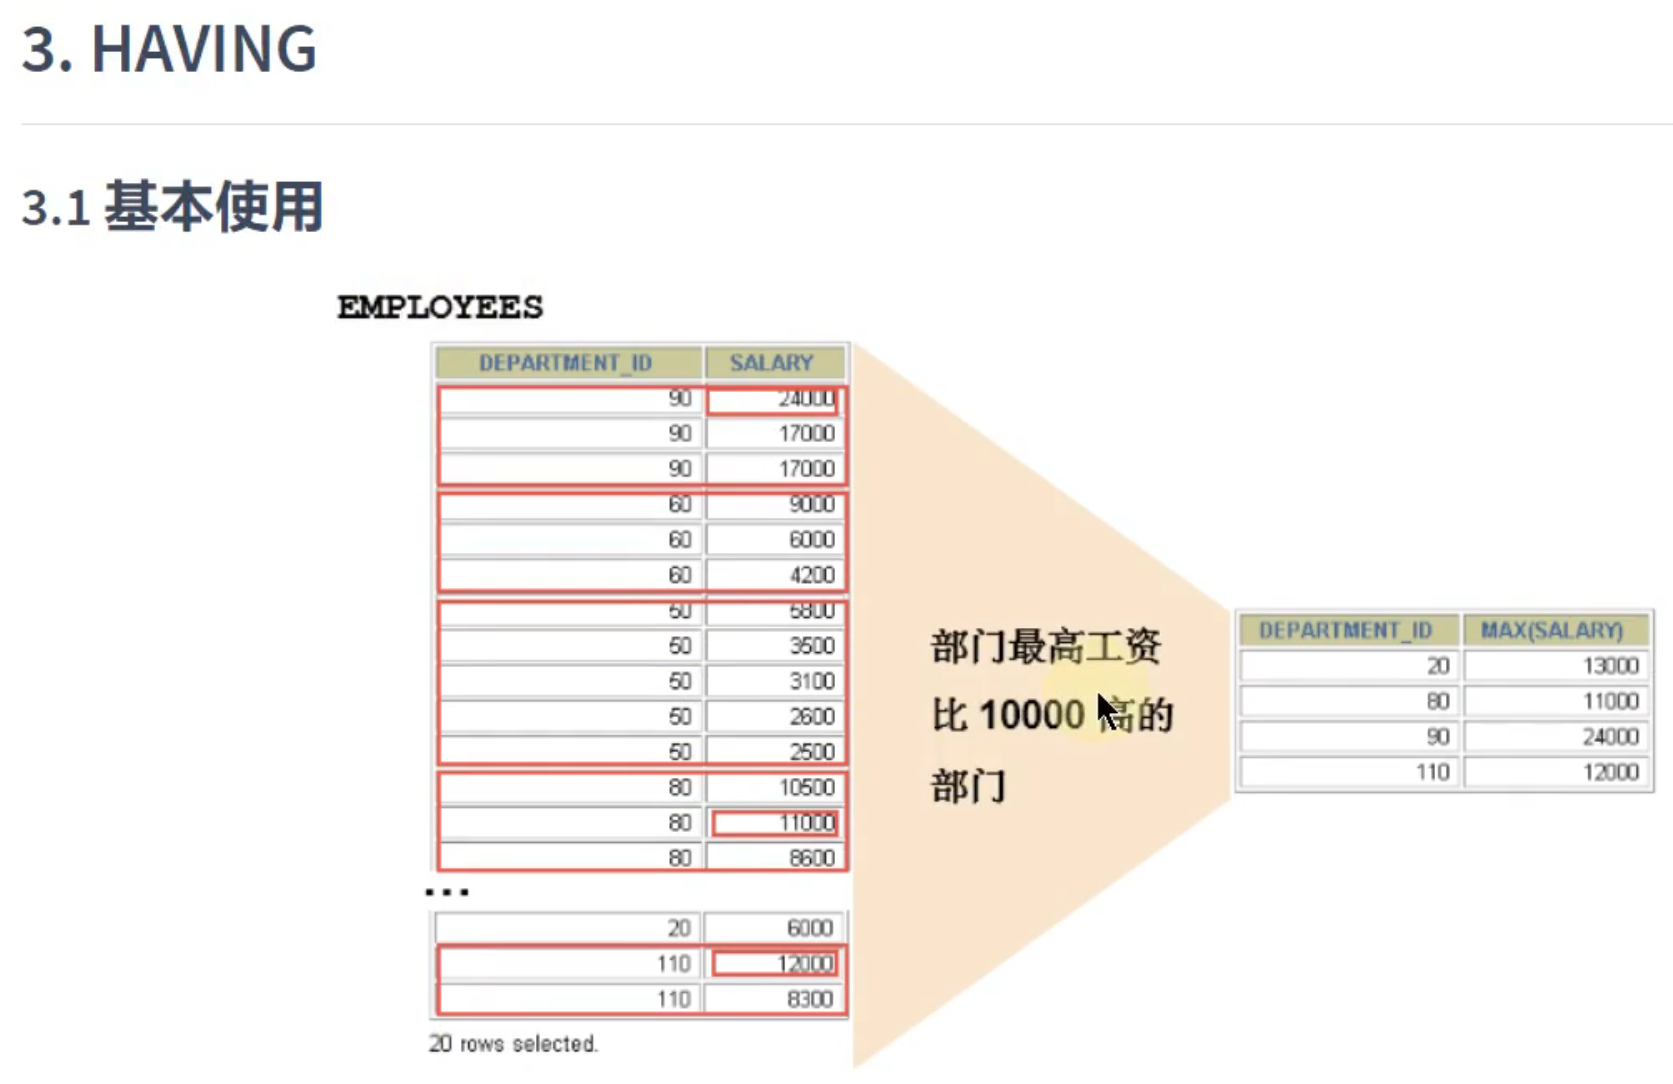 3. HAVING
3.1 基本使用
EMPLOYEES
DEPARTMENT_ID SALARY
90 24000
90 17000
90 17000
60 9000
60 6000
60 4200
50 5800
50 3500
50 3100
50 2600
50 2500
80 10500
80 11000
80 8600
...
20 6000
110 12000
110 8300
20 rows selected.
部门最高工资
比 10000 高的
部门
DEPARTMENT_ID MAX(SALARY)
20 13000
80 11000
90 24000
110 12000